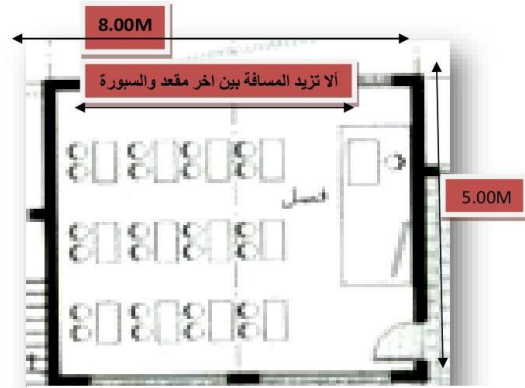 8.00M
ألا تزيد المسافة بين اخر مقعد والسبورة
5.00M
فصل